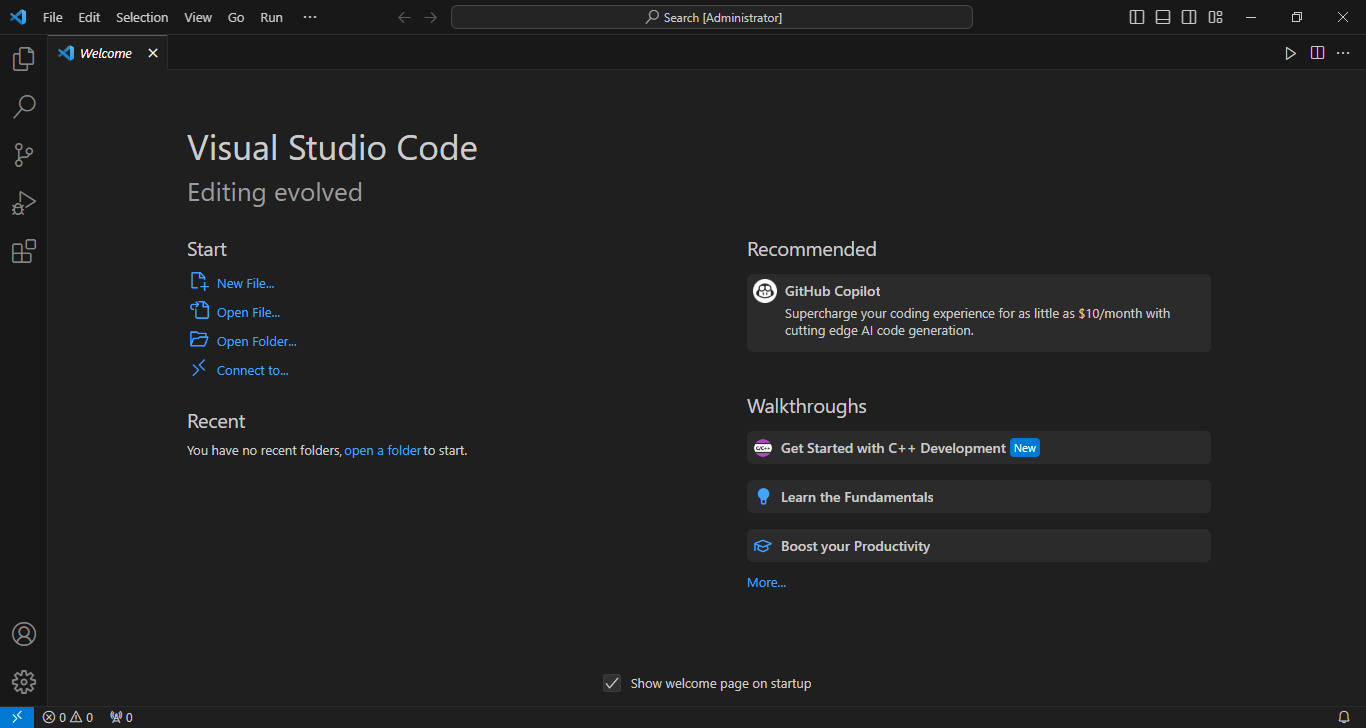 File Edit Selection View Go Run ···
Search [Administrator]
Welcome
Visual Studio Code
Editing evolved
Start
New File...
Open File...
Open Folder...
Connect to...
Recent
You have no recent folders, open a folder to start.
Recommended
GitHub Copilot
Supercharge your coding experience for as little as $10/month with
cutting edge AI code generation.
Walkthroughs
C/C++ Get Started with C++ Development New
Learn the Fundamentals
Boost your Productivity
More...
Show welcome page on startup
0 0 0